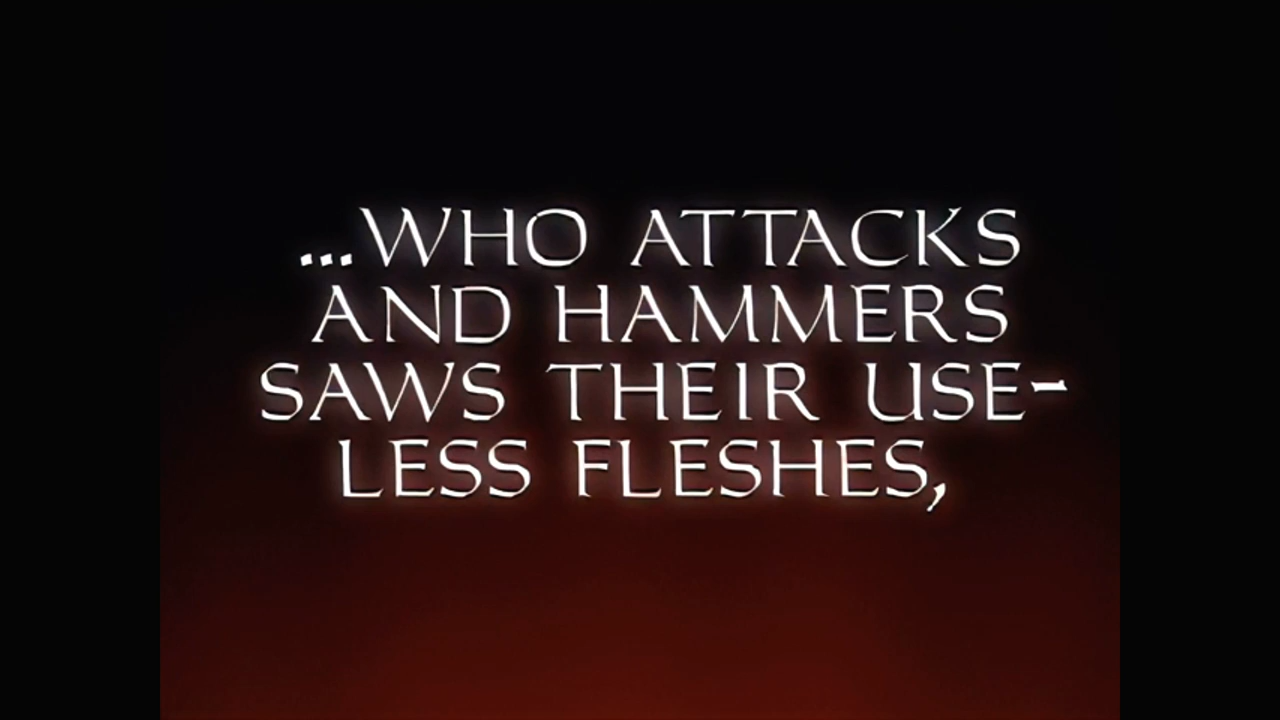 ...WHO ATTACKS
AND HAMMERS
SAWS THEIR USE-
LESS FLESHES,